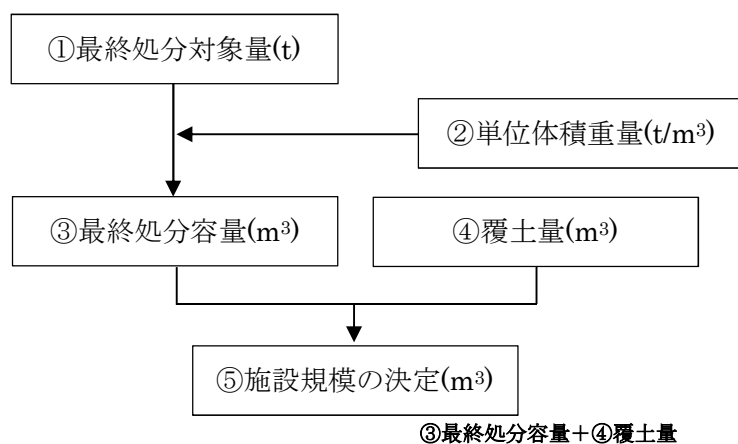 ①最終処分対象量(t)
②単位体積重量(t/m³)
③最終処分容量(m³)
④覆土量(m³)
⑤施設規模の決定(m³)
③最終処分容量＋④覆土量